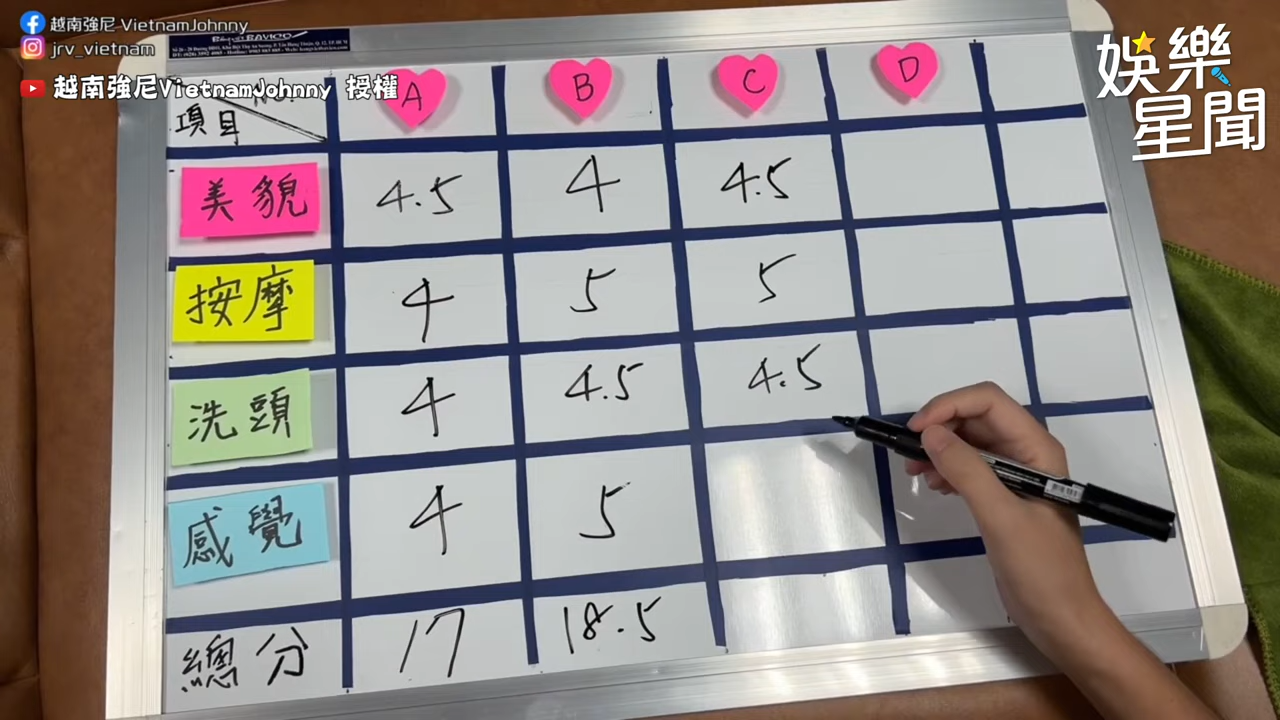 越南強尼 VietnamJohnny
jrv_vietnam
越南強尼VietnamJohnny 授權
娛樂
星聞
BAVICO
項目
A B C D
美貌 4.5 4 4.5
按摩 4 5 5
洗頭 4 4.5 4.5
感覺 4 5
總分 17 18.5